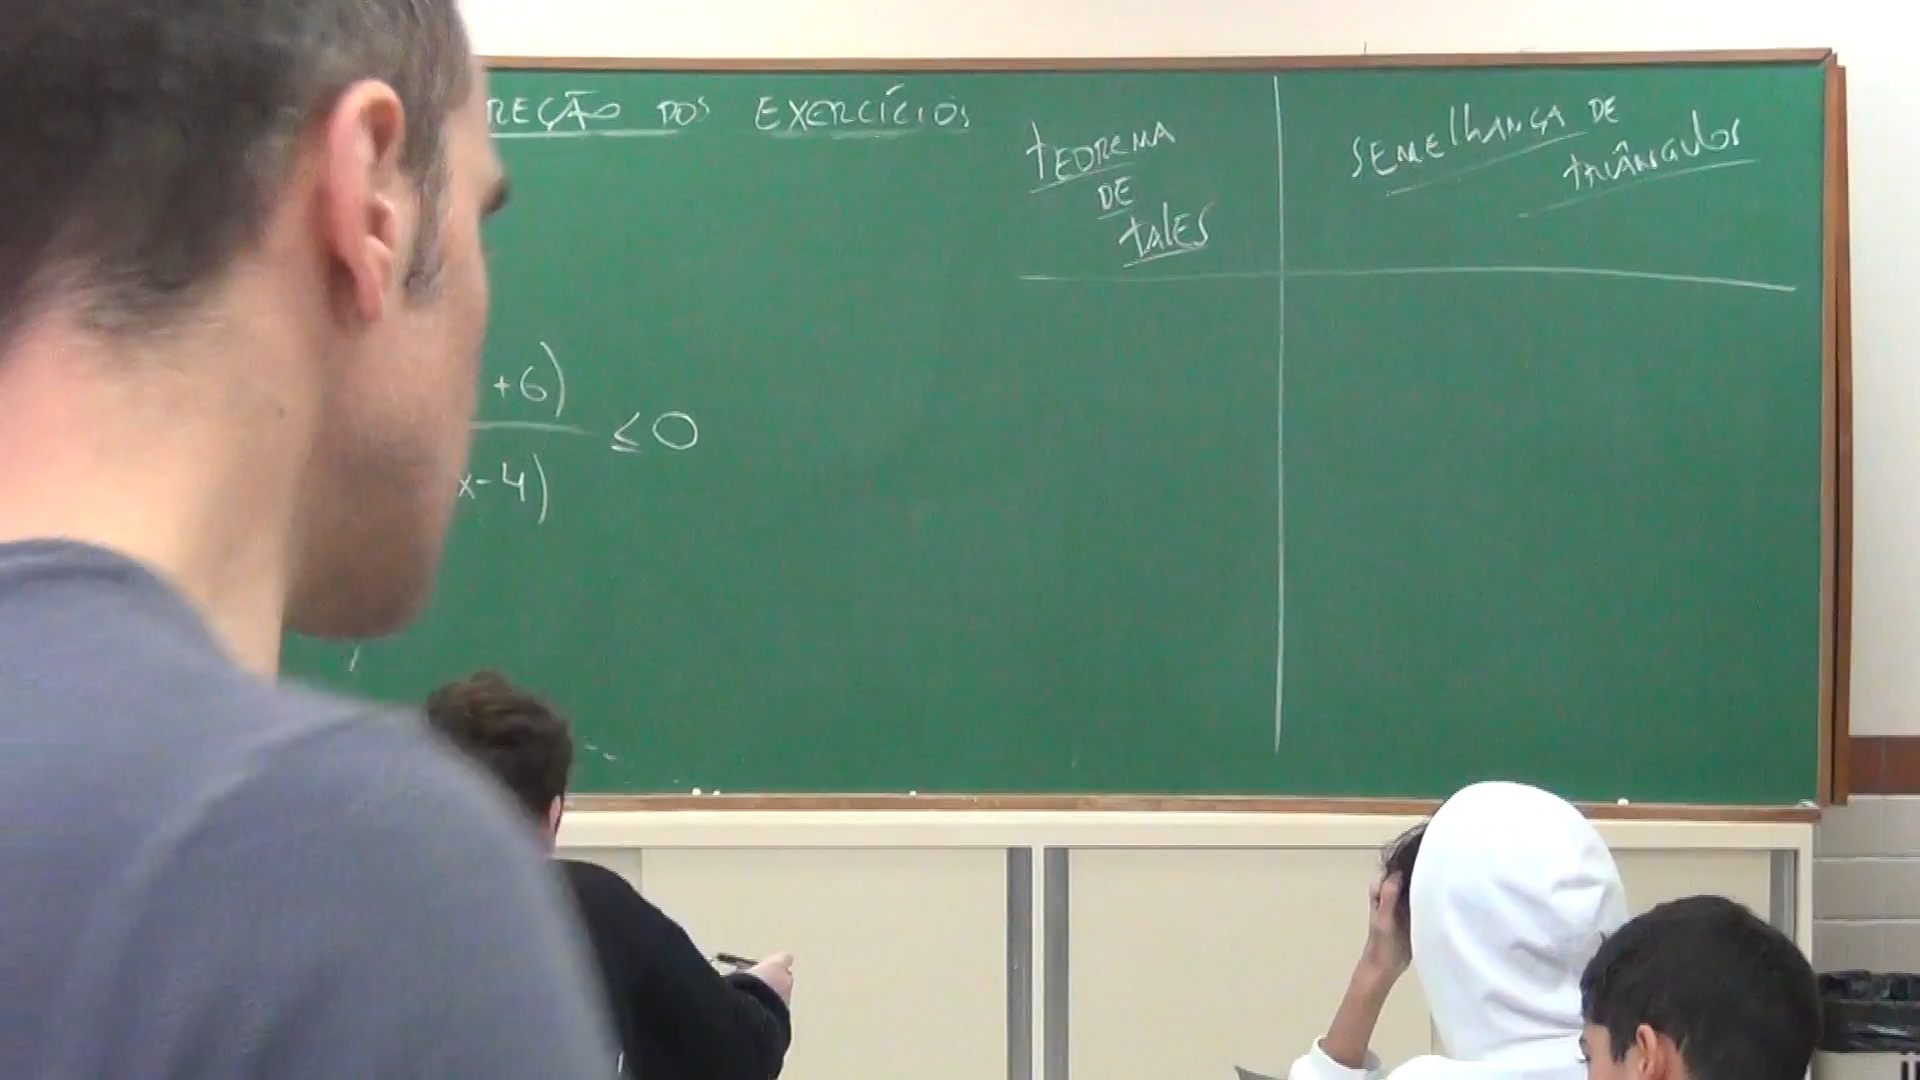 REÇÃO DOS EXERCÍCIOS
+6)
≤0
x-4)
TEOREMA
DE
TALES
SEMELHANÇA DE
TRIÂNGULOS